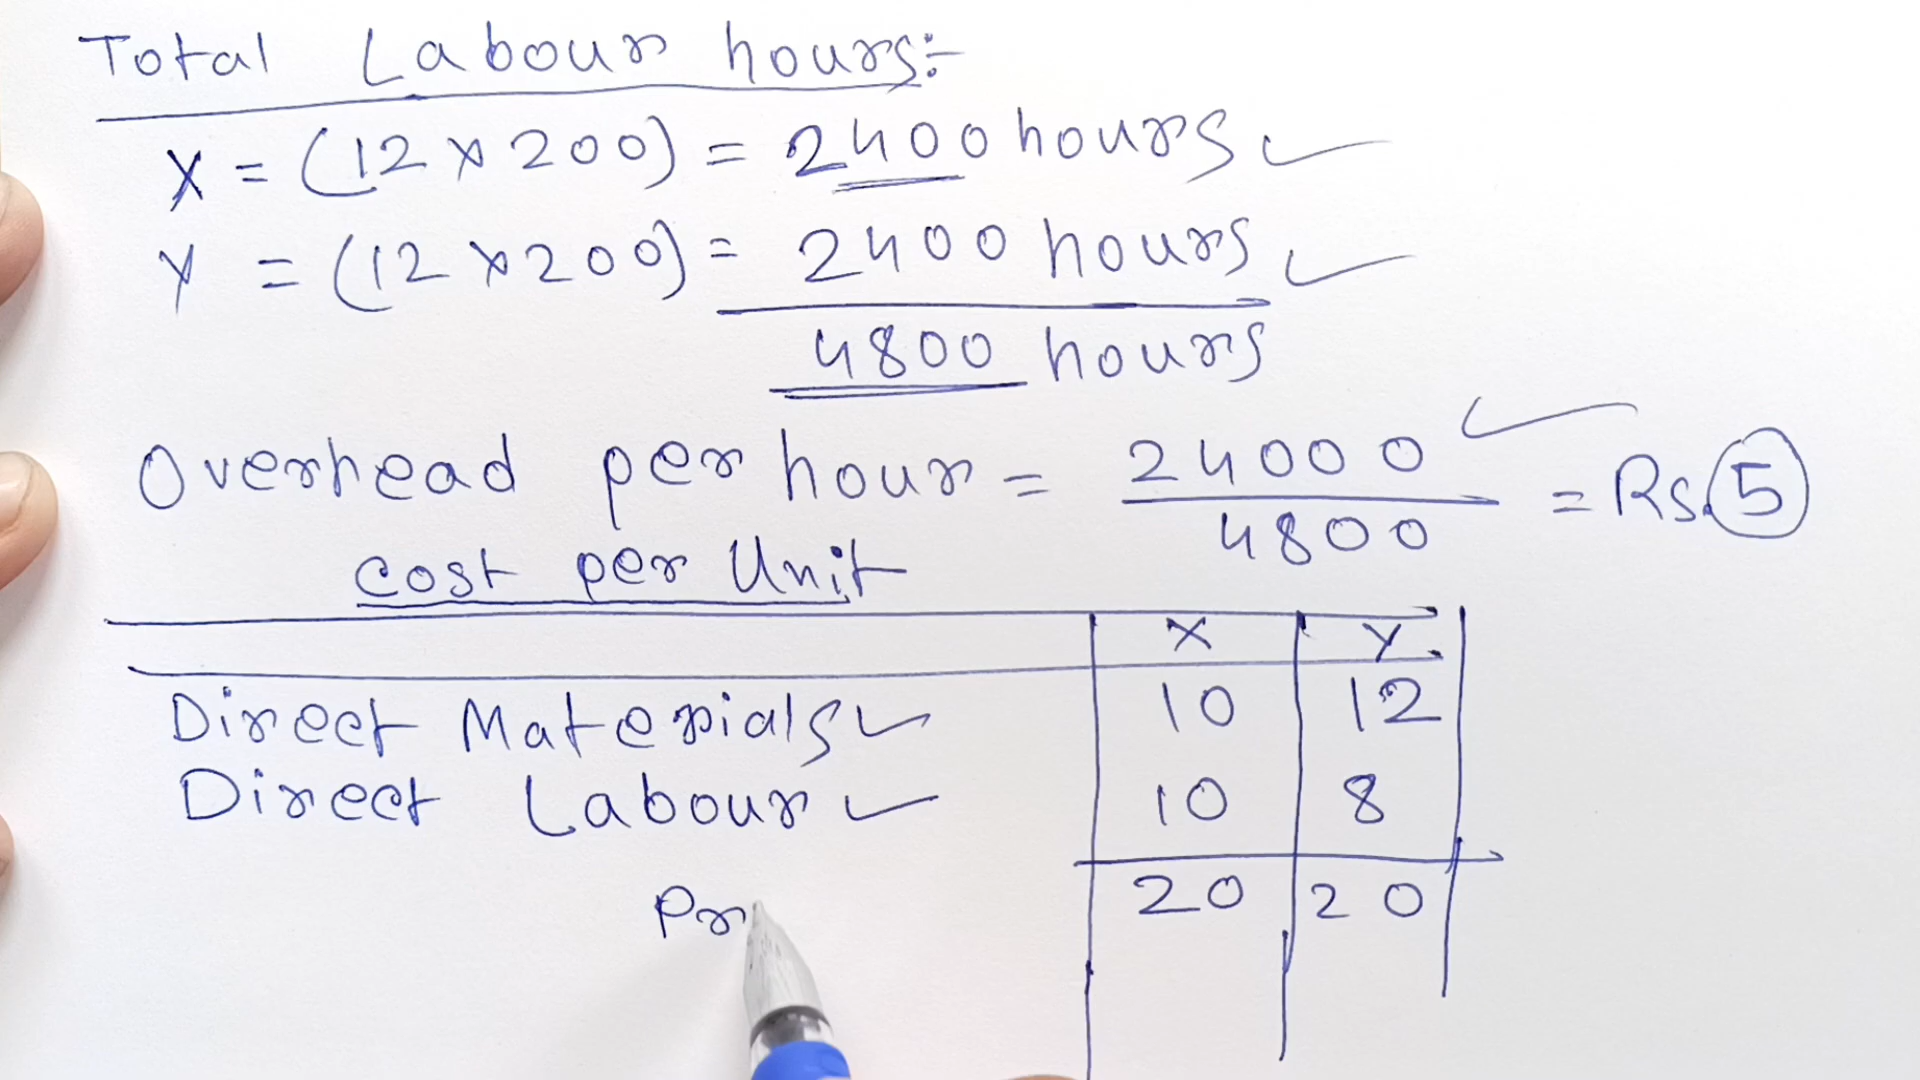 Total Labour hours:-
X = (12 × 200) = 2400 hours ✓
Y = (12 × 200) = 2400 hours ✓
4800 hours
Overhead per hour = 24000 / 4800 = Rs. 5 ✓
Cost per Unit
X Y
Direct Materials ✓ 10 12
Direct Labour ✓ 10 8
Pr 20 20